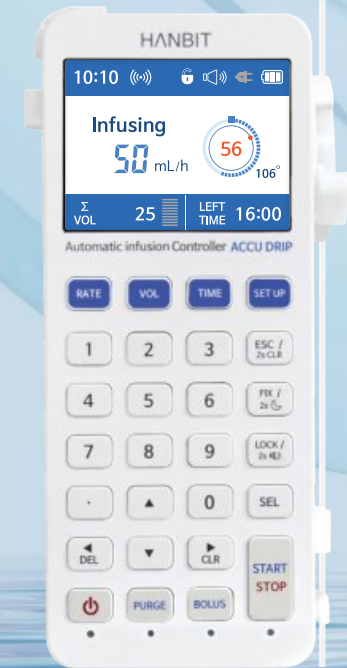 HANBIT
10:10
Infusing
50 mL/h
56
106°
Σ VOL 25 LEFT TIME 16:00
Automatic infusion Controller ACCU DRIP
RATE VOL TIME SET UP
1 2 3 ESC / 2s CLR
4 5 6 FIX / 2s
7 8 9 LOCK / 2s
. ▲ 0 SEL
◀ DEL ▼ ▶ CLR START STOP
PURGE BOLUS